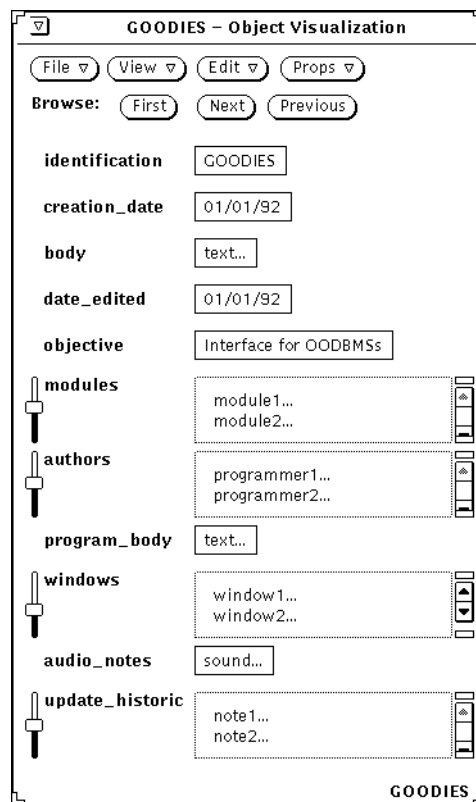 GOODIES – Object Visualization
File View Edit Props
Browse: First Next Previous
identification GOODIES
creation_date 01/01/92
body text...
date_edited 01/01/92
objective Interface for OODBMSs
modules
module1...
module2...
authors
programmer1...
programmer2...
program_body text...
windows
window1...
window2...
audio_notes sound...
update_historic
note1...
note2...
GOODIES